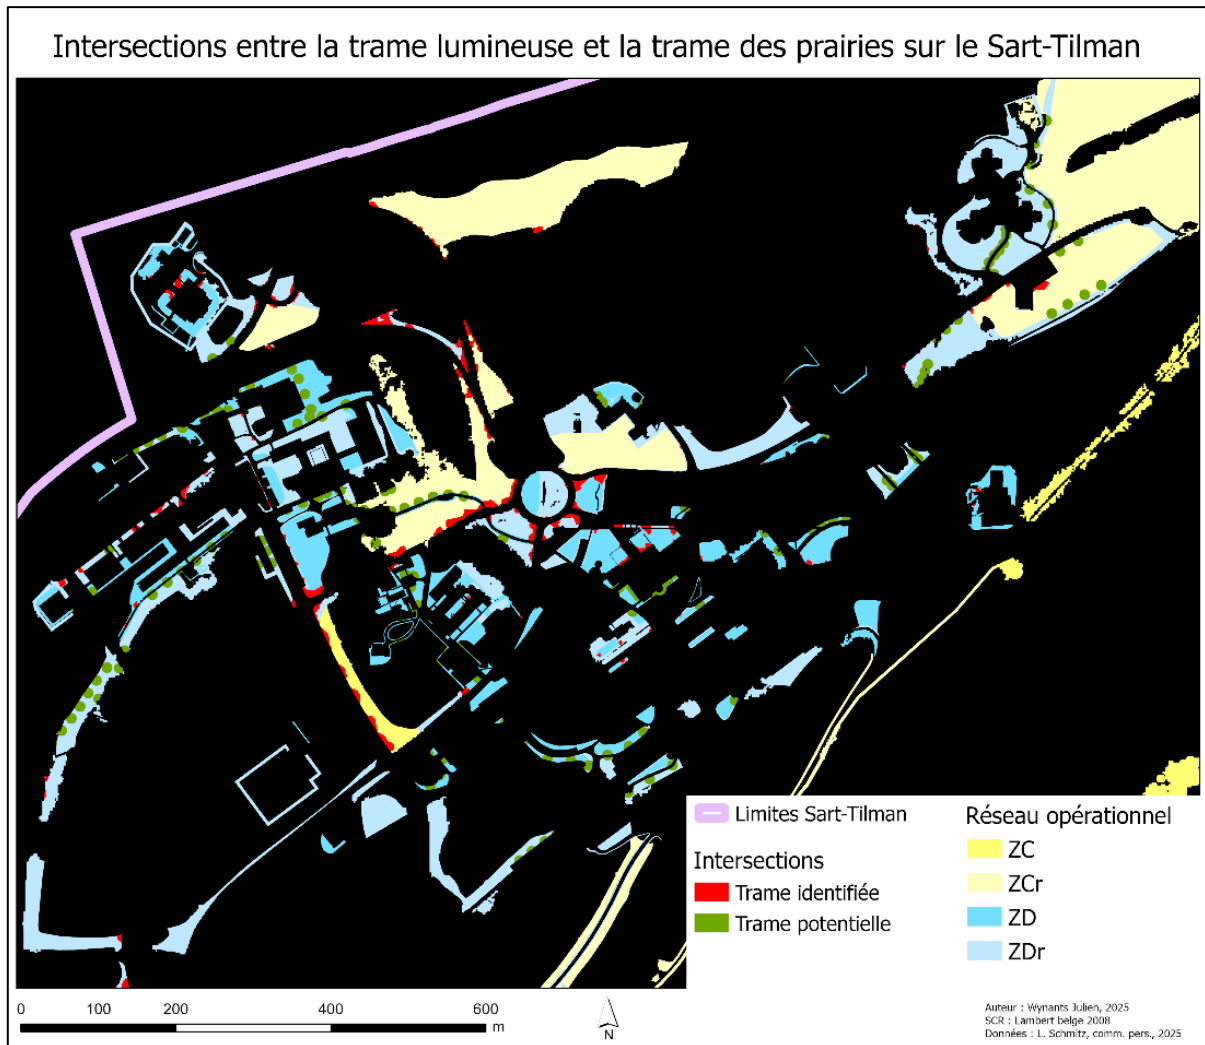 Intersections entre la trame lumineuse et la trame des prairies sur le Sart-Tilman
Limites Sart-Tilman
Intersections
Trame identifiée
Trame potentielle
Réseau opérationnel
ZC
ZCr
ZD
ZDr
0 100 200 400 600
m
N
Auteur : Wynants Julien, 2025
SCR : Lambert belge 2008
Données : L. Schmitz, comm. pers., 2025